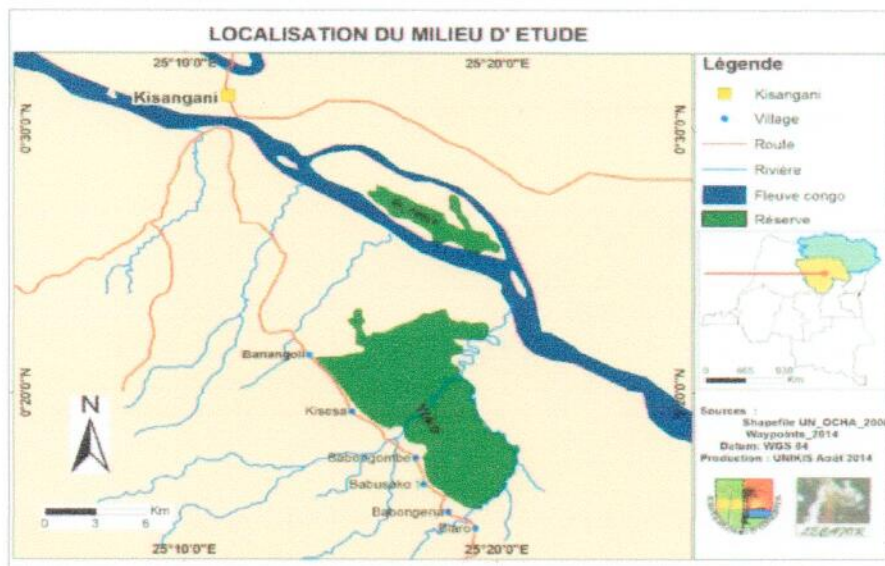 LOCALISATION DU MILIEU D' ETUDE
25°10'0"E
25°20'0"E
Kisangani
0°30'0"N
0°30'0"N
Banangoli
0°20'0"N
0°20'0"N
Kisesa
Yoko
Babongombe
Babusoko 1
Babongena
Biaro
N
0 3 6 Km
25°10'0"E
25°20'0"E
Légende
Kisangani
Village
Route
Rivière
Fleuve congo
Réserve
0 465 930
Km
Sources :
Shapefile UN_OCHA
Waypoints_2014
Datum: WGS 84
Production : UNIKIS Août 2014